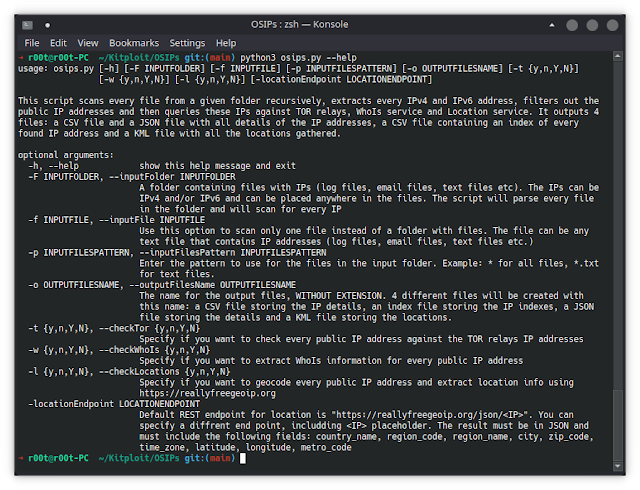 OSIPs : zsh — Konsole
File Edit View Bookmarks Settings Help
→ r00t@r00t-PC ~/Kitploit/OSIPs git:(main) python3 osips.py --help
usage: osips.py [-h] [-F INPUTFOLDER] [-f INPUTFILE] [-p INPUTFILESPATTERN] [-o OUTPUTFILESNAME] [-t {y,n,Y,N}]
[-w {y,n,Y,N}] [-l {y,n,Y,N}] [-locationEndpoint LOCATIONENDPOINT]
This script scans every file from a given folder recursively, extracts every IPv4 and IPv6 address, filters out the
public IP addresses and then queries these IPs against TOR relays, WhoIs service and Location service. It outputs 4
files: a CSV file and a JSON file with all details of the IP addresses, a CSV file containing an index of every
found IP address and a KML file with all the locations gathered.
optional arguments:
-h, --help show this help message and exit
-F INPUTFOLDER, --inputFolder INPUTFOLDER
A folder containing files with IPs (log files, email files, text files etc). The IPs can be
IPv4 and/or IPv6 and can be placed anywhere in the files. The script will parse every file
in the folder and will scan for every IP
-f INPUTFILE, --inputFile INPUTFILE
Use this option to scan only one file instead of a folder with files. The file can be any
text file that contains IP addresses (log files, email files, text files etc.)
-p INPUTFILESPATTERN, --inputFilesPattern INPUTFILESPATTERN
Enter the pattern to use for the files in the input folder. Example: * for all files, *.txt
for text files.
-o OUTPUTFILESNAME, --outputFilesName OUTPUTFILESNAME
The name for the output files, WITHOUT EXTENSION. 4 different files will be created with
this name: a CSV file storing the IP details, an index file storing the IP indexes, a JSON
file storing the details and a KML file storing the locations.
-t {y,n,Y,N}, --checkTor {y,n,Y,N}
Specify if you want to check every public IP address against the TOR relays IP addresses
-w {y,n,Y,N}, --checkWhoIs {y,n,Y,N}
Specify if you want to extract WhoIs information for every public IP address
-l {y,n,Y,N}, --checkLocations {y,n,Y,N}
Specify if you want to geocode every public IP address and extract location info using
https://reallyfreegeoip.org
-locationEndpoint LOCATIONENDPOINT
Default REST endpoint for location is "https://reallyfreegeoip.org/json/<IP>". You can
specify a diffrent end point, includding <IP> placeholder. The result must be in JSON and
must include the following fields: country_name, region_code, region_name, city, zip_code,
time_zone, latitude, longitude, metro_code
→ r00t@r00t-PC ~/Kitploit/OSIPs git:(main)